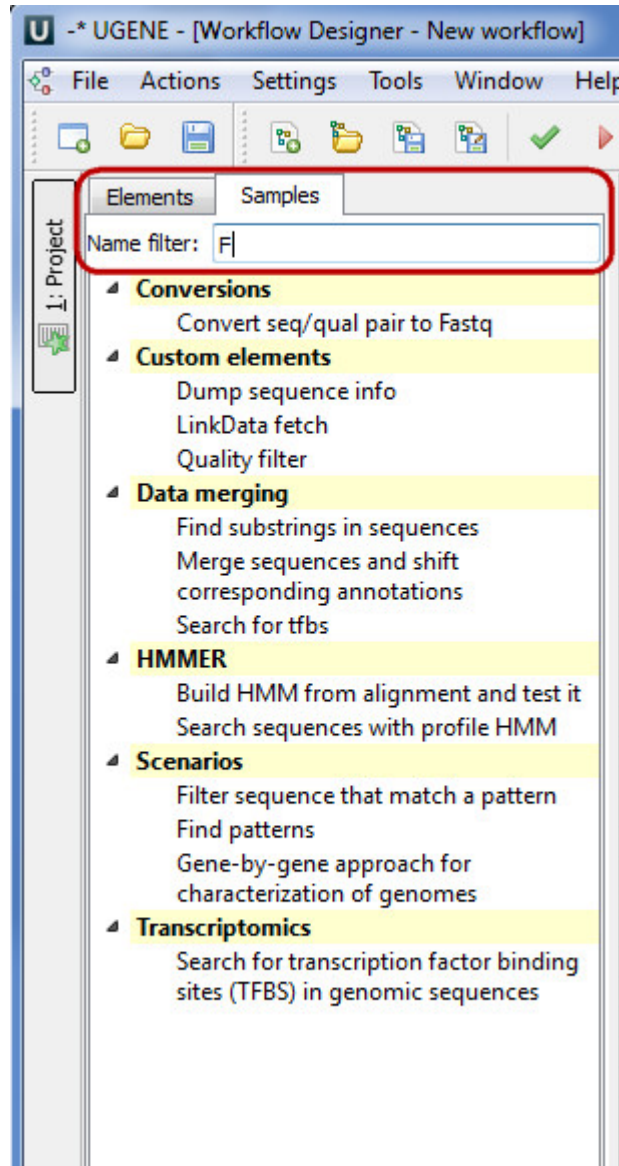 U -* UGENE - [Workflow Designer - New workflow]
File Actions Settings Tools Window Help
1: Project
Elements Samples
Name filter: F
Conversions
Convert seq/qual pair to Fastq
Custom elements
Dump sequence info
LinkData fetch
Quality filter
Data merging
Find substrings in sequences
Merge sequences and shift
corresponding annotations
Search for tfbs
HMMER
Build HMM from alignment and test it
Search sequences with profile HMM
Scenarios
Filter sequence that match a pattern
Find patterns
Gene-by-gene approach for
characterization of genomes
Transcriptomics
Search for transcription factor binding
sites (TFBS) in genomic sequences